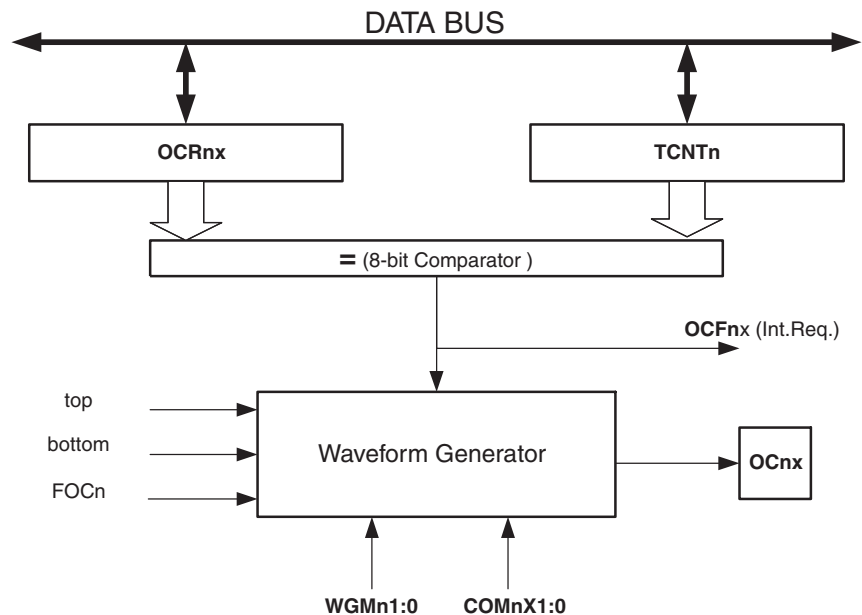 DATA BUS
OCRnx
TCNTn
= (8-bit Comparator )
OCFnx (Int.Req.)
top
bottom
FOCn
Waveform Generator
OCnx
WGMn1:0
COMnX1:0